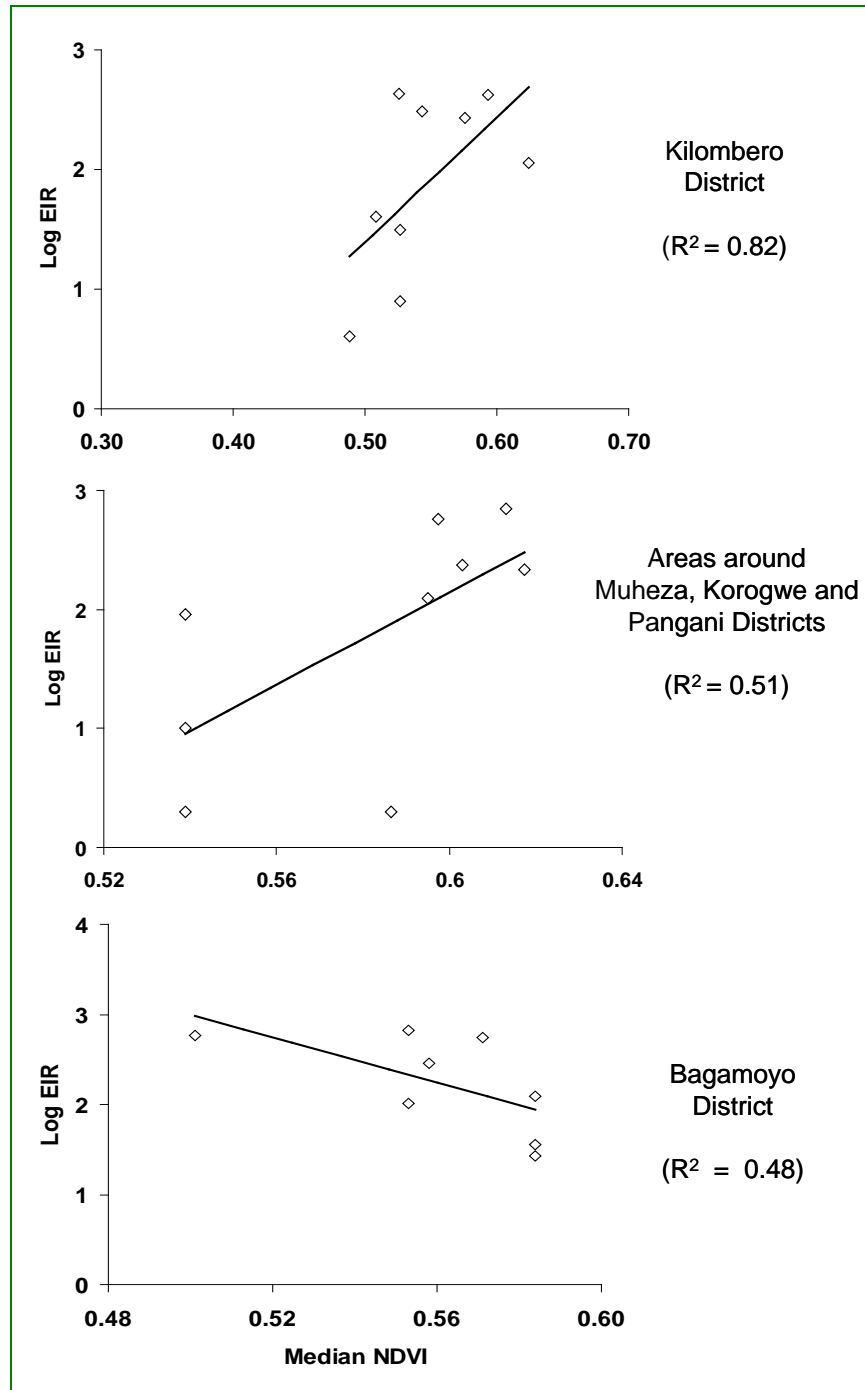 3
2
1
0
Log EIR
0.30 0.40 0.50 0.60 0.70
Kilombero
District
(R² = 0.82)
3
2
1
0
Log EIR
0.52 0.56 0.6 0.64
Areas around
Muheza, Korogwe and
Pangani Districts
(R² = 0.51)
4
3
2
1
0
Log EIR
0.48 0.52 0.56 0.60
Median NDVI
Bagamoyo
District
(R² = 0.48)